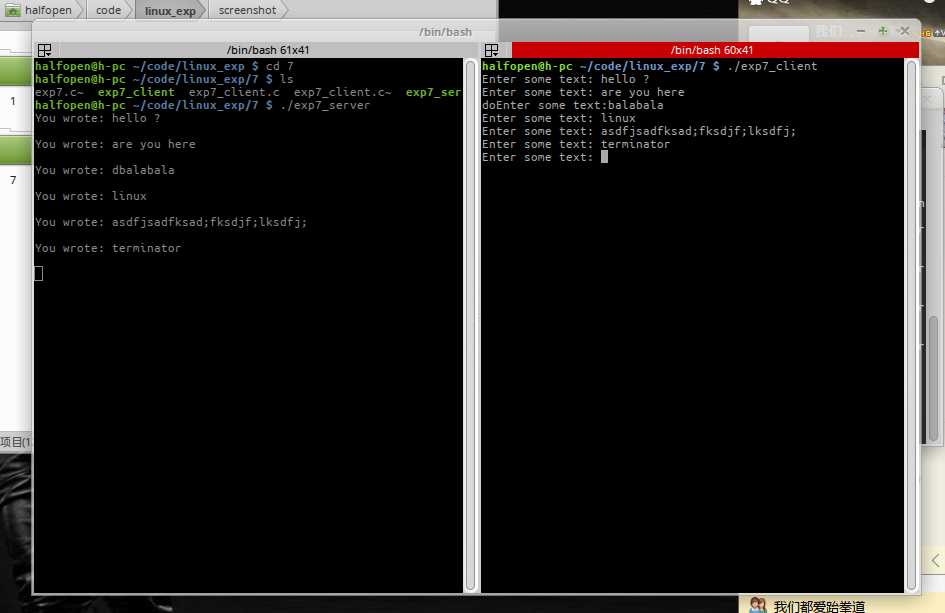 halfopen code linux_exp screenshot
QQ
/bin/bash
我们
/bin/bash 61x41
halfopen@h-pc ~/code/linux_exp $ cd 7
halfopen@h-pc ~/code/linux_exp/7 $ ls
exp7.c~ exp7_client exp7_client.c exp7_client.c~ exp7_ser
halfopen@h-pc ~/code/linux_exp/7 $ ./exp7_server
You wrote: hello ?
You wrote: are you here
You wrote: dbalabala
You wrote: linux
You wrote: asdfjsadfksad;fksdjf;lksdfj;
You wrote: terminator
/bin/bash 60x41
halfopen@h-pc ~/code/linux_exp/7 $ ./exp7_client
Enter some text: hello ?
Enter some text: are you here
doEnter some text:balabala
Enter some text: linux
Enter some text: asdfjsadfksad;fksdjf;lksdfj;
Enter some text: terminator
Enter some text:
1
7
项目(1
我们都爱跆拳道